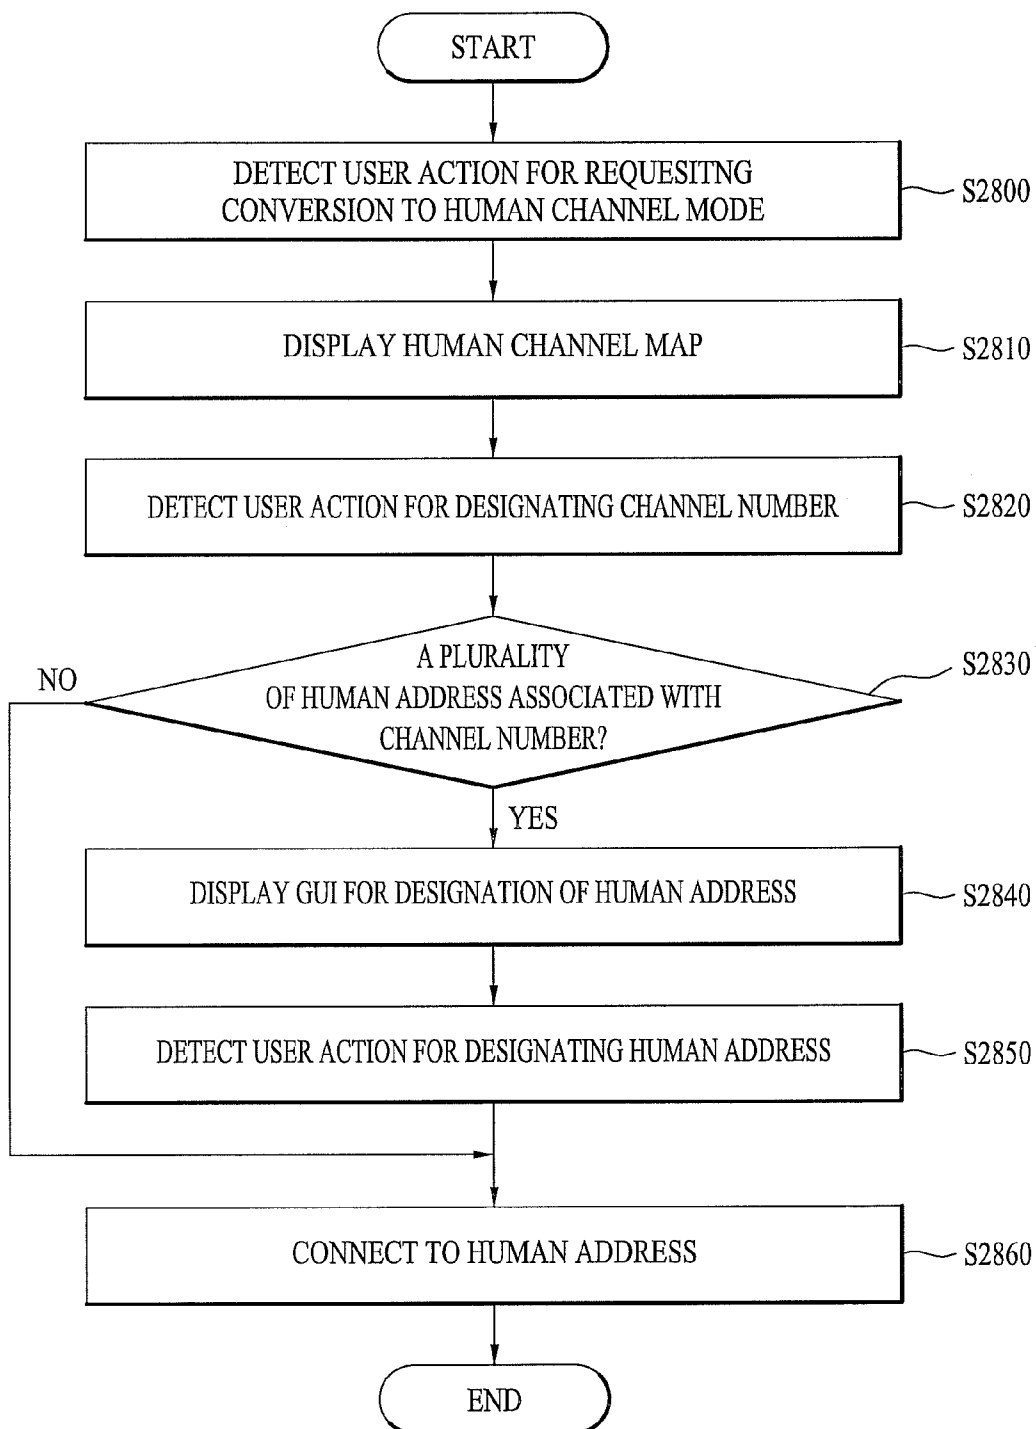 START
DETECT USER ACTION FOR REQUESITNG
CONVERSION TO HUMAN CHANNEL MODE
S2800
DISPLAY HUMAN CHANNEL MAP
S2810
DETECT USER ACTION FOR DESIGNATING CHANNEL NUMBER
S2820
A PLURALITY
OF HUMAN ADDRESS ASSOCIATED WITH
CHANNEL NUMBER?
S2830
NO
YES
DISPLAY GUI FOR DESIGNATION OF HUMAN ADDRESS
S2840
DETECT USER ACTION FOR DESIGNATING HUMAN ADDRESS
S2850
CONNECT TO HUMAN ADDRESS
S2860
END